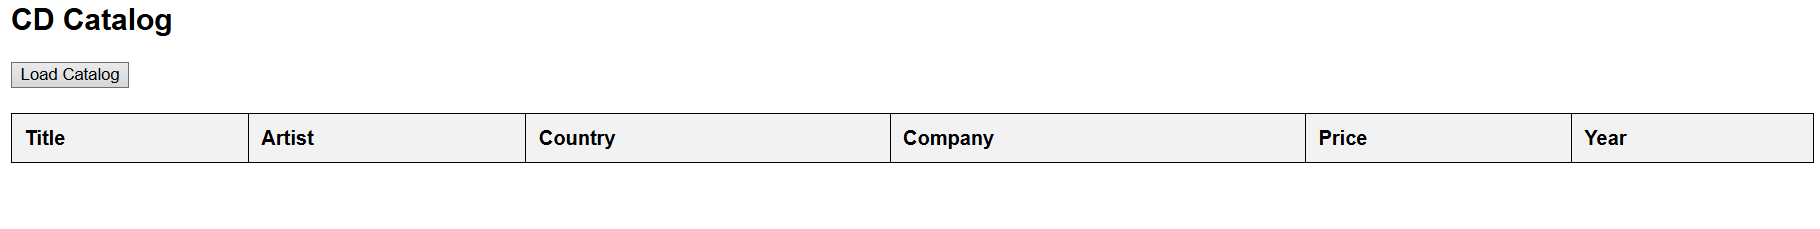 CD Catalog
Load Catalog
Title Artist Country Company Price Year